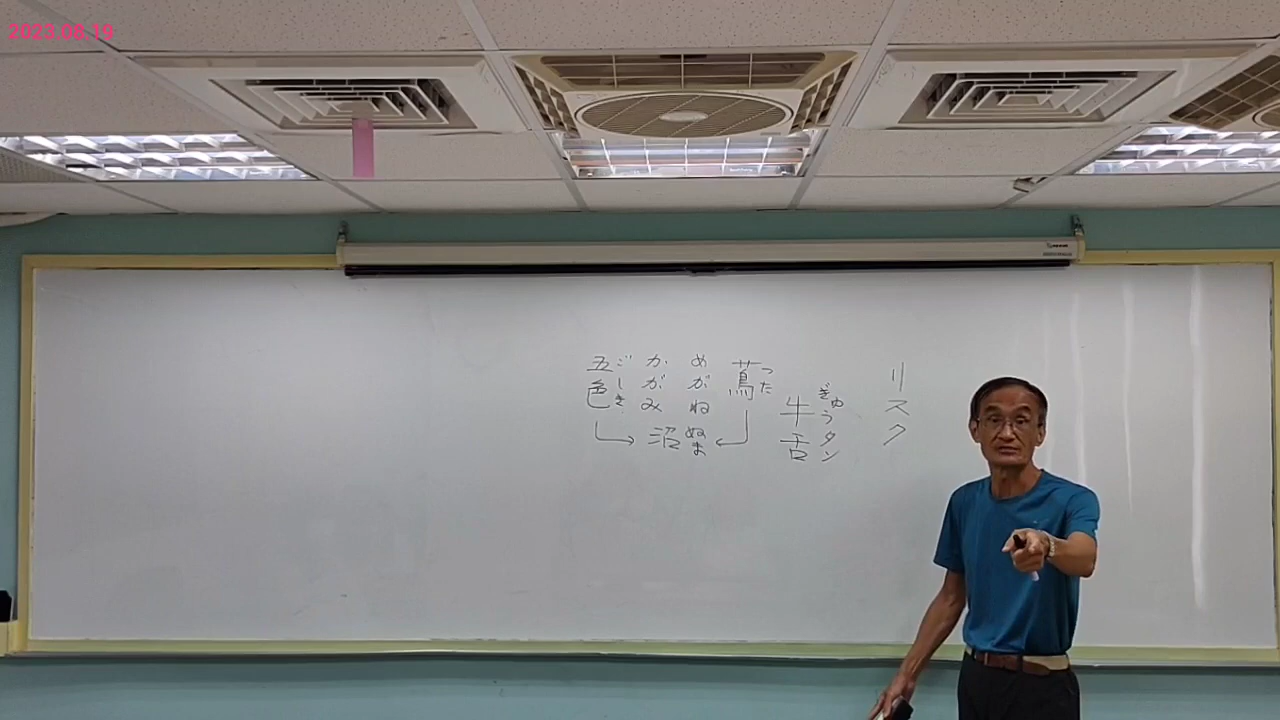 2023.08.19
リスク
牛舌
ぎゅうタン
蔦
つた
めがね
かがみ
五色
ごしき
沼
ぬま